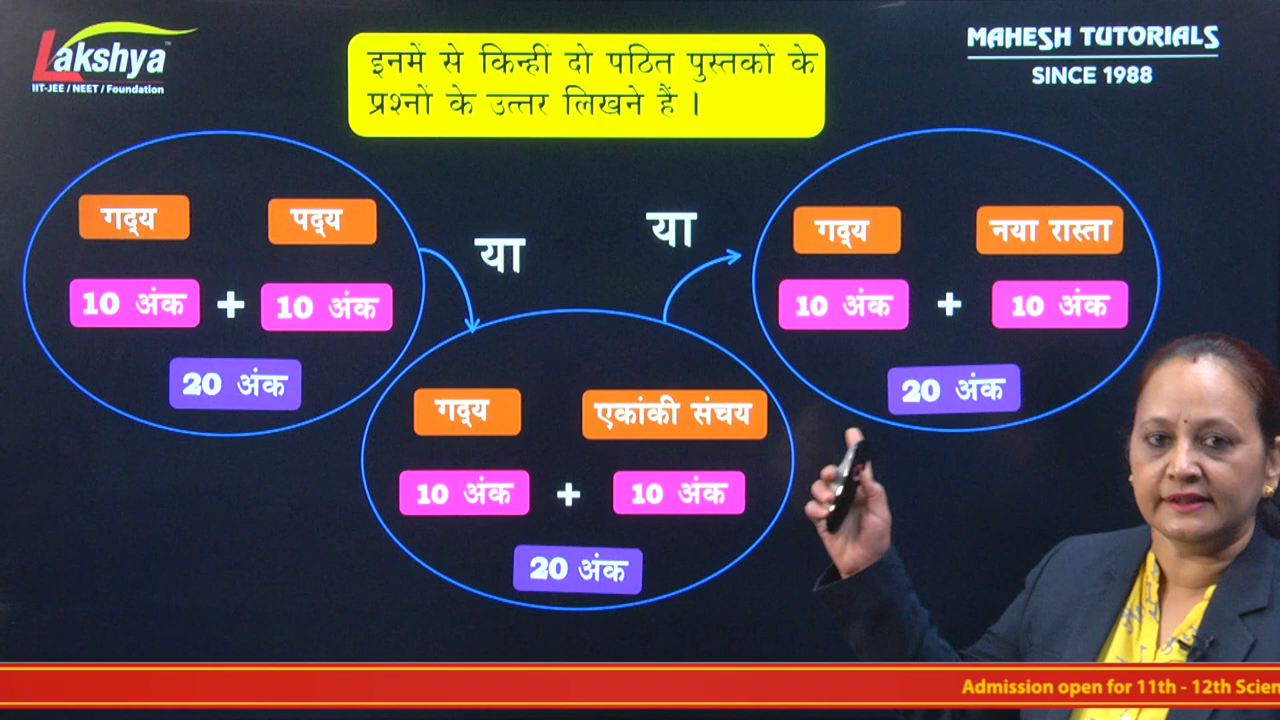 Lakshya
IIT-JEE / NEET / Foundation
इनमें से किन्हीं दो पठित पुस्तकों के
प्रश्नों के उत्तर लिखने हैं ।
MAHESH TUTORIALS
SINCE 1988
गद्य
पद्य
10 अंक + 10 अंक
20 अंक
या
या
गद्य
नया रास्ता
10 अंक + 10 अंक
20 अंक
गद्य
एकांकी संचय
10 अंक + 10 अंक
20 अंक
Admission open for 11th - 12th Scien